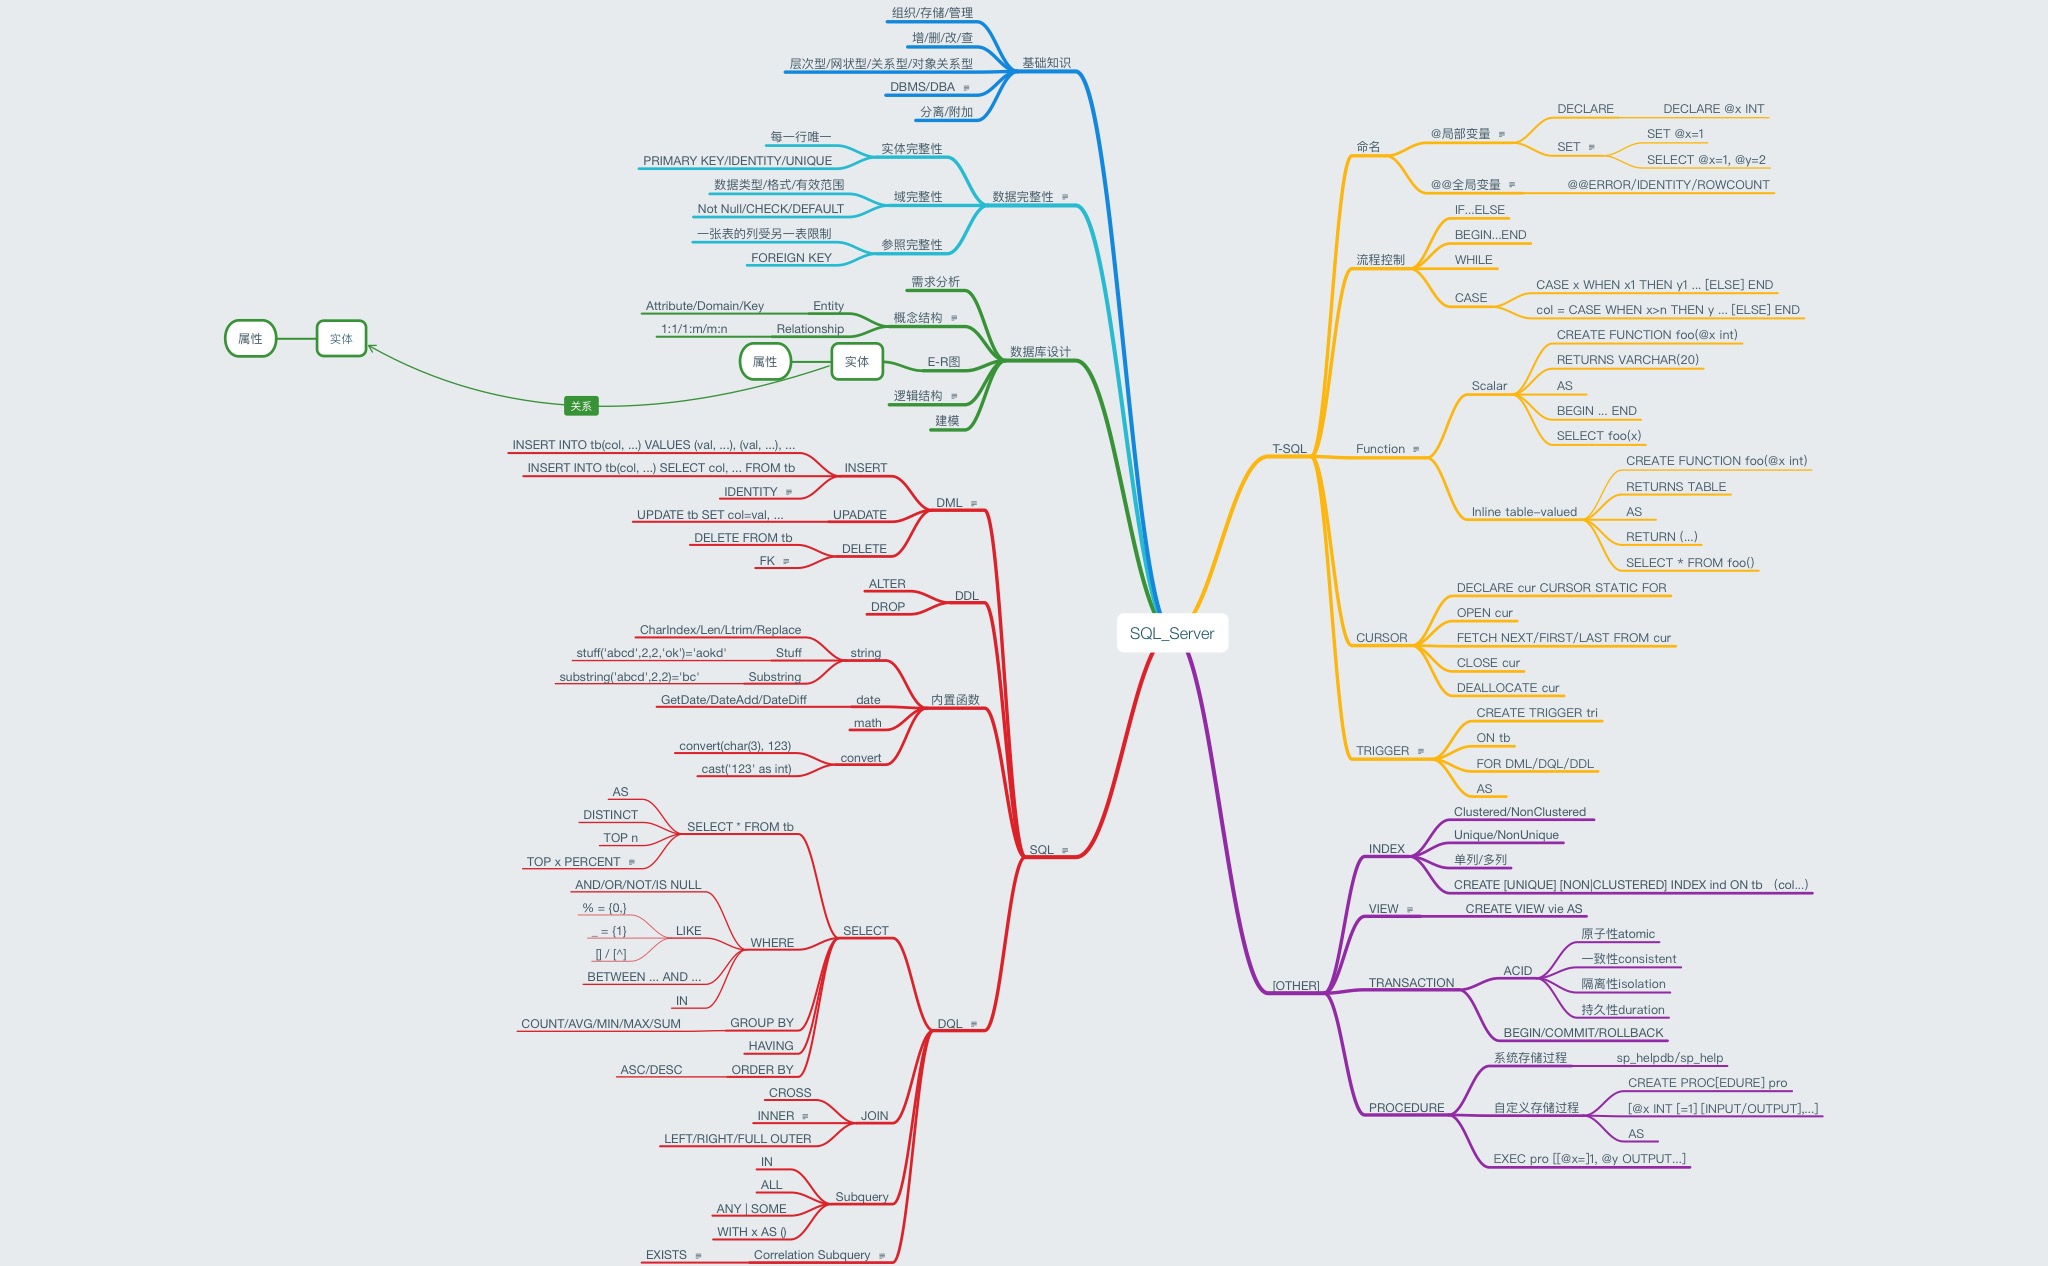 SQL_Server
基础知识
组织/存储/管理
增/删/改/查
层次型/网状型/关系型/对象关系型
DBMS/DBA
分离/附加
数据完整性
实体完整性
每一行唯一
PRIMARY KEY/IDENTITY/UNIQUE
域完整性
数据类型/格式/有效范围
Not Null/CHECK/DEFAULT
参照完整性
一张表的列受另一表限制
FOREIGN KEY
数据库设计
需求分析
概念结构
Entity
Attribute/Domain/Key
Relationship
1:1/1:m/m:n
E-R图
实体
属性
关系
实体
属性
逻辑结构
建模
SQL
DML
INSERT
INSERT INTO tb(col, ...) VALUES (val, ...), (val, ...), ...
INSERT INTO tb(col, ...) SELECT col, ... FROM tb
IDENTITY
UPADATE
UPDATE tb SET col=val, ...
DELETE
DELETE FROM tb
FK
DDL
ALTER
DROP
内置函数
string
CharIndex/Len/Ltrim/Replace
Stuff
stuff('abcd',2,2,'ok')='aokd'
Substring
substring('abcd',2,2)='bc'
date
GetDate/DateAdd/DateDiff
math
convert
convert(char(3), 123)
cast('123' as int)
DQL
SELECT
SELECT * FROM tb
AS
DISTINCT
TOP n
TOP x PERCENT
WHERE
AND/OR/NOT/IS NULL
LIKE
% = {0,}
_ = {1}
[] / [^]
BETWEEN ... AND ...
IN
GROUP BY
COUNT/AVG/MIN/MAX/SUM
HAVING
ORDER BY
ASC/DESC
JOIN
CROSS
INNER
LEFT/RIGHT/FULL OUTER
Subquery
IN
ALL
ANY | SOME
WITH x AS ()
Correlation Subquery
EXISTS
T-SQL
命名
@局部变量
DECLARE
DECLARE @x INT
SET
SET @x=1
SELECT @x=1, @y=2
@@全局变量
@@ERROR/IDENTITY/ROWCOUNT
流程控制
IF...ELSE
BEGIN...END
WHILE
CASE
CASE x WHEN x1 THEN y1 ... [ELSE] END
col = CASE WHEN x>n THEN y ... [ELSE] END
Function
Scalar
CREATE FUNCTION foo(@x int)
RETURNS VARCHAR(20)
AS
BEGIN ... END
SELECT foo(x)
Inline table-valued
CREATE FUNCTION foo(@x int)
RETURNS TABLE
AS
RETURN (...)
SELECT * FROM foo()
CURSOR
DECLARE cur CURSOR STATIC FOR
OPEN cur
FETCH NEXT/FIRST/LAST FROM cur
CLOSE cur
DEALLOCATE cur
TRIGGER
CREATE TRIGGER tri
ON tb
FOR DML/DQL/DDL
AS
[OTHER]
INDEX
Clustered/NonClustered
Unique/NonUnique
单列/多列
CREATE [UNIQUE] [NON|CLUSTERED] INDEX ind ON tb （col...)
VIEW
CREATE VIEW vie AS
TRANSACTION
ACID
原子性atomic
一致性consistent
隔离性isolation
持久性duration
BEGIN/COMMIT/ROLLBACK
PROCEDURE
系统存储过程
sp_helpdb/sp_help
自定义存储过程
CREATE PROC[EDURE] pro
[@x INT [=1] [INPUT/OUTPUT],...]
AS
EXEC pro [[@x=]1, @y OUTPUT...]